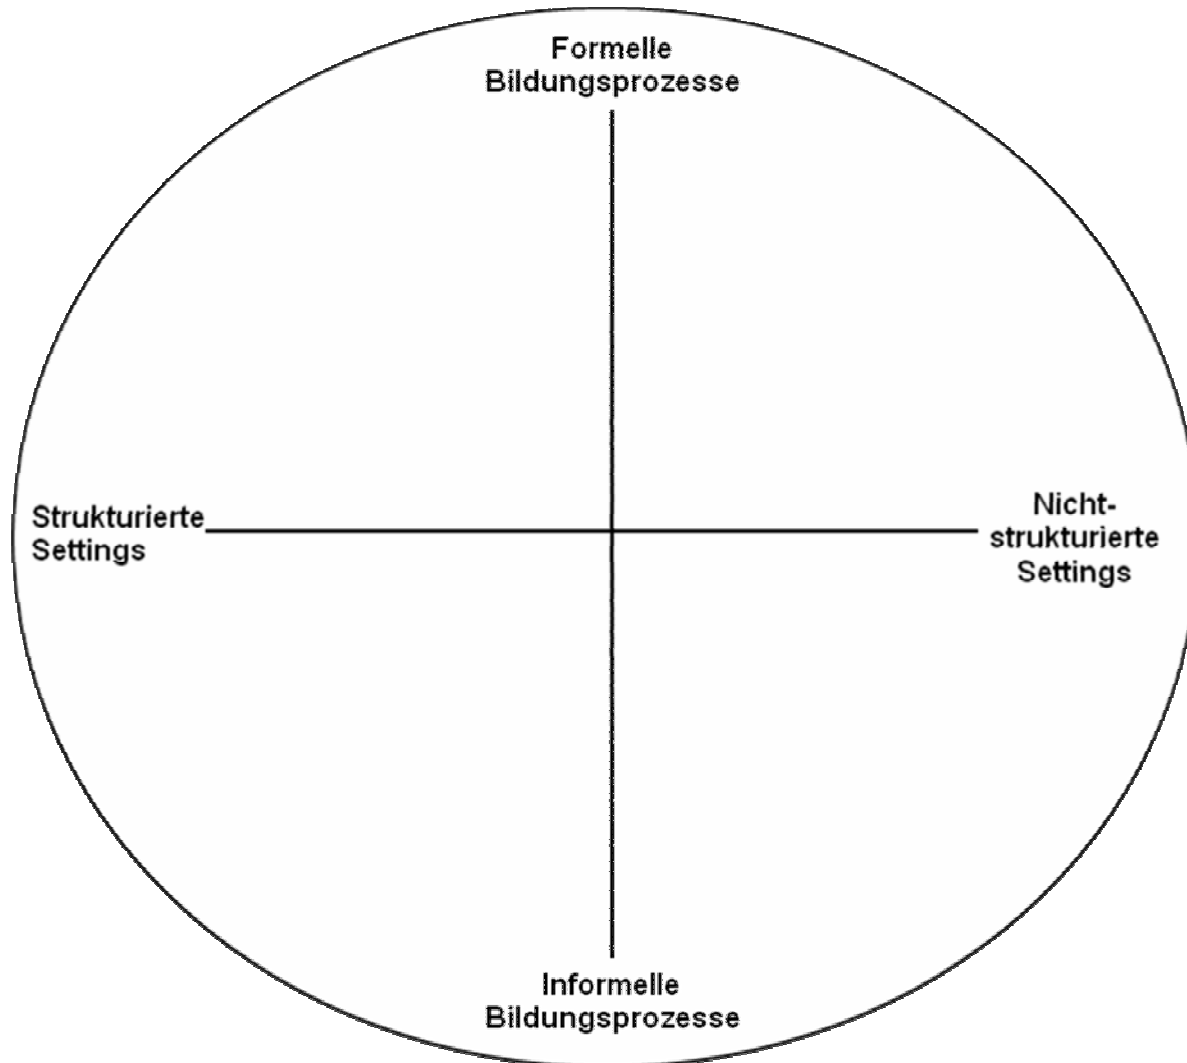 Formelle
Bildungsprozesse
Strukturierte
Settings
Nicht-
strukturierte
Settings
Informelle
Bildungsprozesse